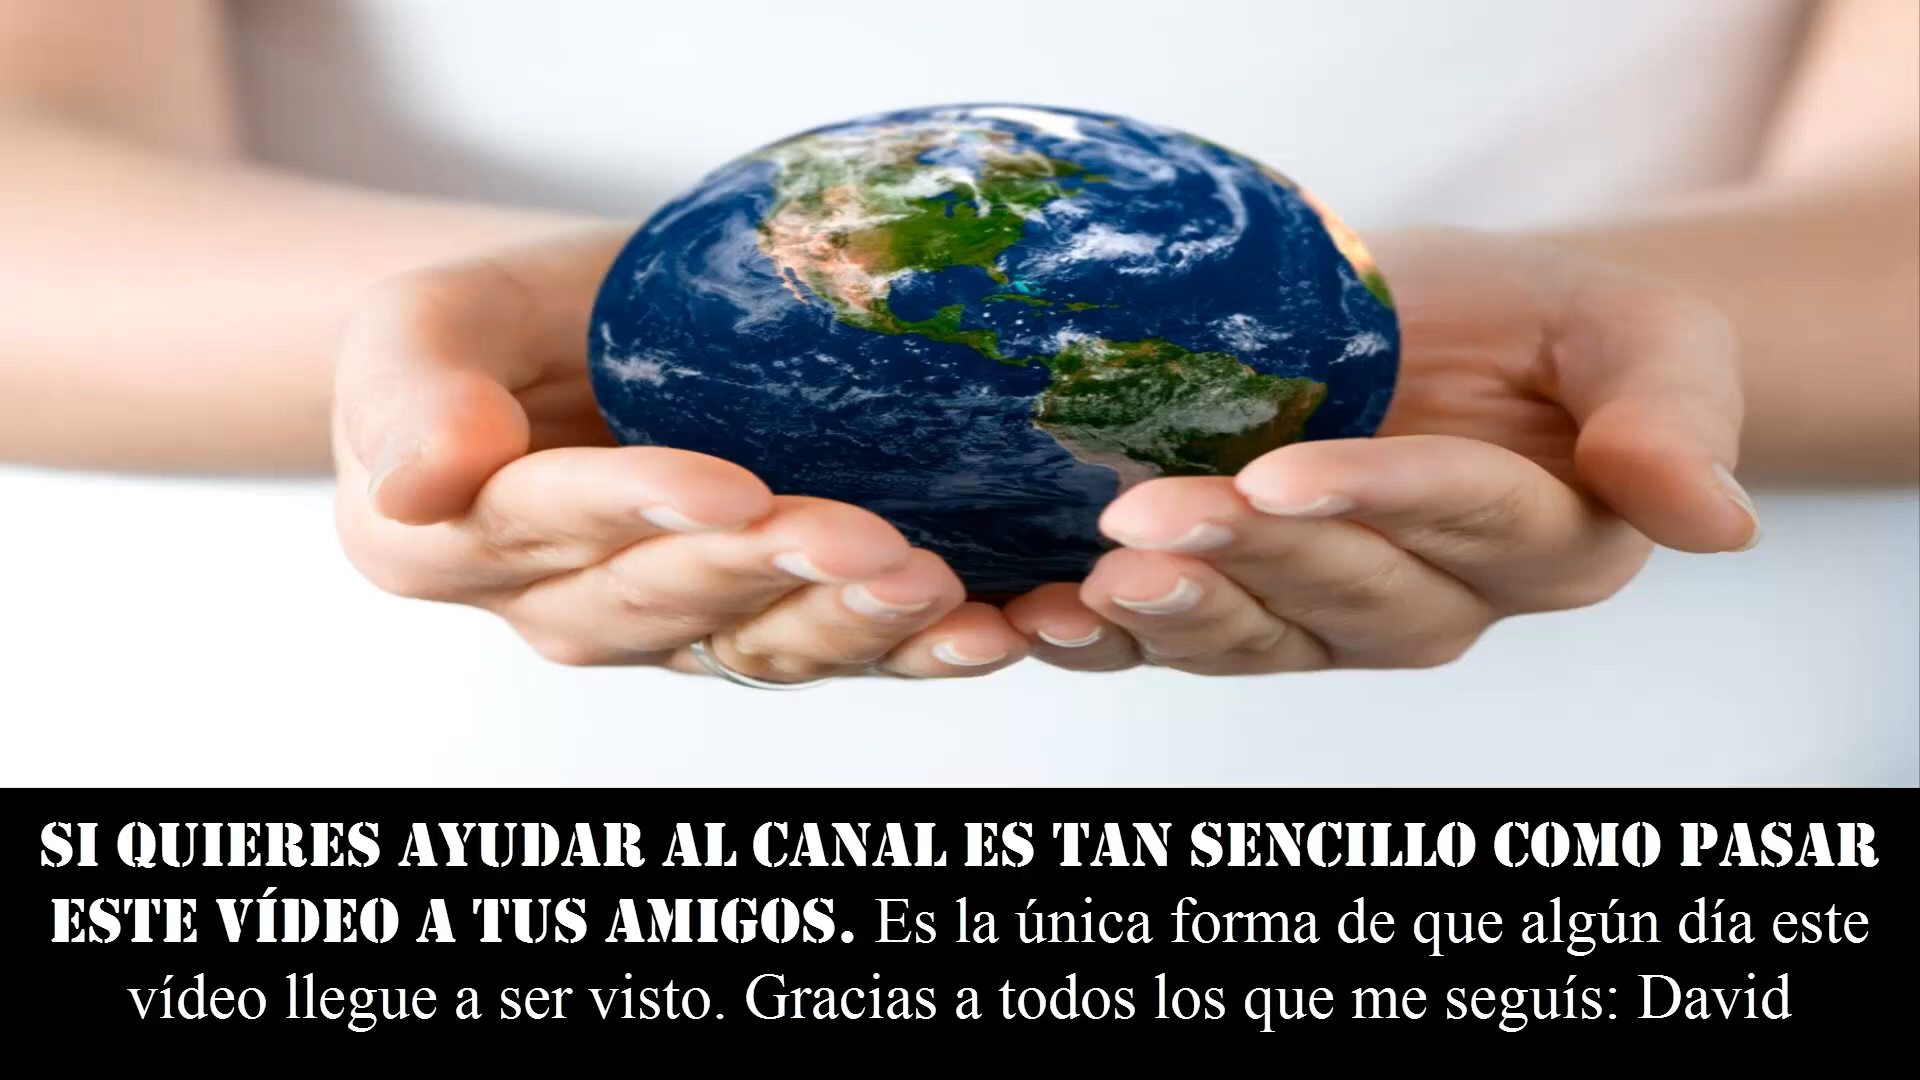 SI QUIERES AYUDAR AL CANAL ES TAN SENCILLO COMO PASAR
ESTE VÍDEO A TUS AMIGOS. Es la única forma de que algún día este
vídeo llegue a ser visto. Gracias a todos los que me seguís: David